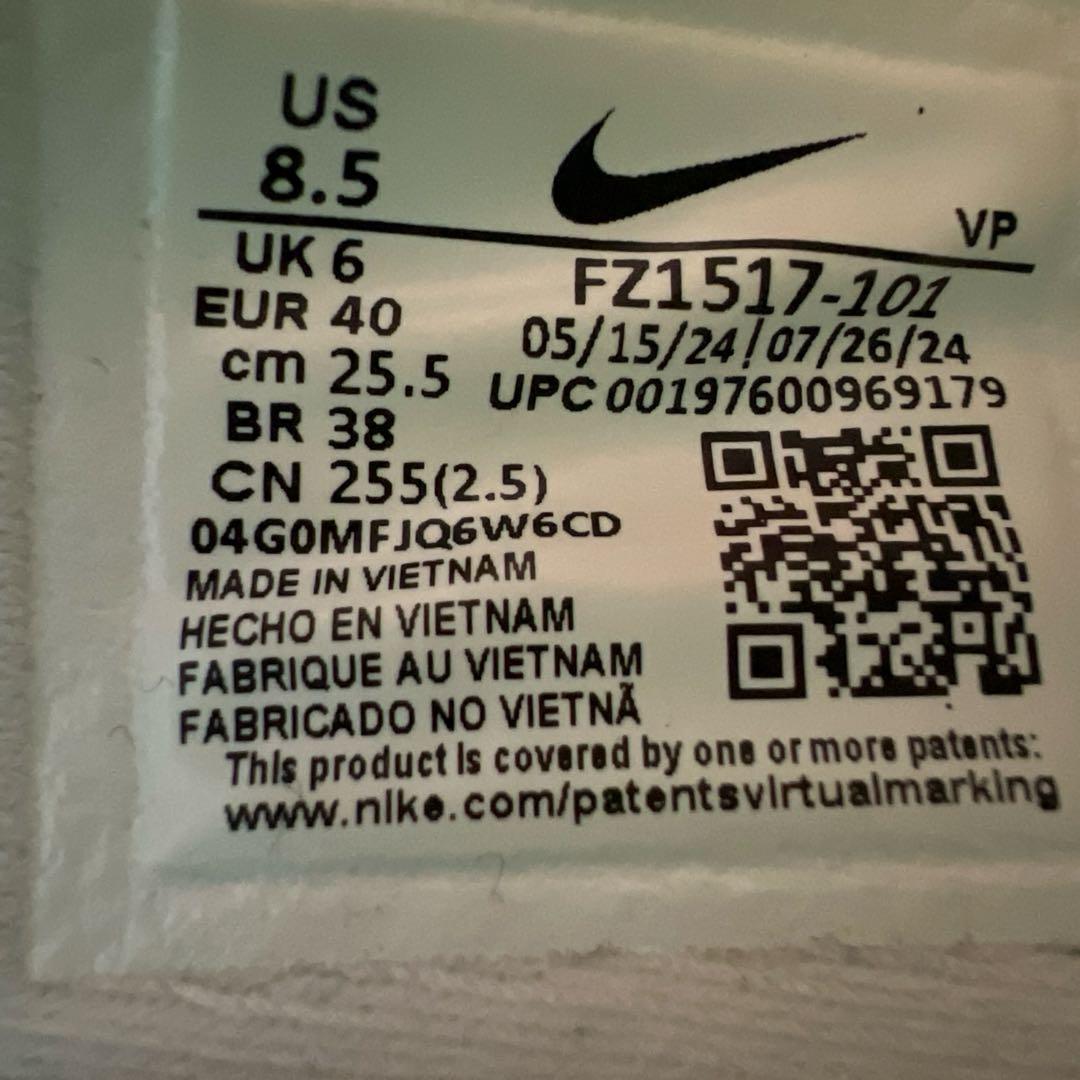 US
8.5
VP
UK 6
EUR 40
cm 25.5
BR 38
CN 255(2.5)
FZ1517-101
05/15/24 07/26/24
UPC 00197600969179
04G0MFJQ6W6CD
MADE IN VIETNAM
HECHO EN VIETNAM
FABRIQUE AU VIETNAM
FABRICADO NO VIETNÃ
This product is covered by one or more patents:
www.nike.com/patentsvirtualmarking